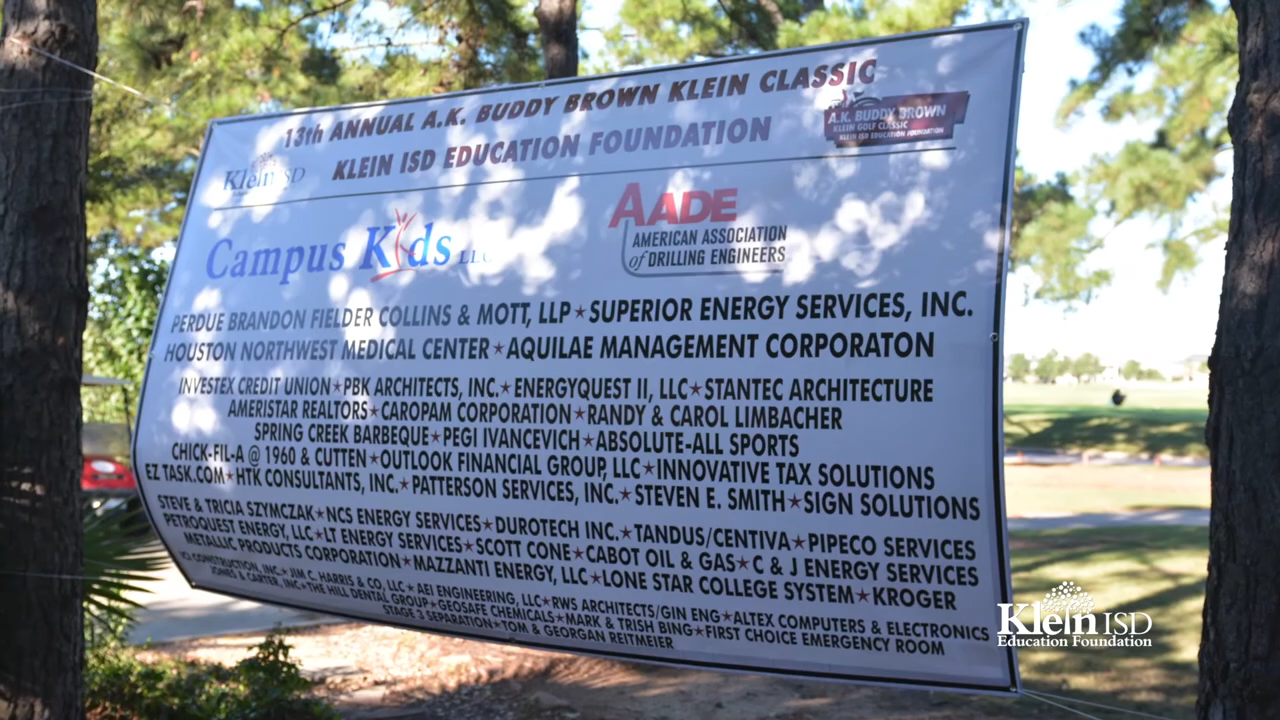 13th ANNUAL A.K. BUDDY BROWN KLEIN CLASSIC
KLEIN ISD EDUCATION FOUNDATION
Klein ISD
A.K. BUDDY BROWN
KLEIN GOLF CLASSIC
KLEIN ISD EDUCATION FOUNDATION
Campus Kids LLC
AADE
AMERICAN ASSOCIATION
of DRILLING ENGINEERS
PERDUE BRANDON FIELDER COLLINS & MOTT, LLP★SUPERIOR ENERGY SERVICES, INC.
HOUSTON NORTHWEST MEDICAL CENTER★AQUILAE MANAGEMENT CORPORATON
INVESTEX CREDIT UNION★PBK ARCHITECTS, INC.★ENERGYQUEST II, LLC★STANTEC ARCHITECTURE
AMERISTAR REALTORS★CAROPAM CORPORATION★RANDY & CAROL LIMBACHER
SPRING CREEK BARBEQUE★PEGI IVANCEVICH★ABSOLUTE-ALL SPORTS
CHICK-FIL-A @ 1960 & CUTTEN★OUTLOOK FINANCIAL GROUP, LLC★INNOVATIVE TAX SOLUTIONS
EZ TASK.COM★HTK CONSULTANTS, INC.★PATTERSON SERVICES, INC.★STEVEN E. SMITH★SIGN SOLUTIONS
STEVE & TRICIA SZYMCZAK★NCS ENERGY SERVICES★DUROTECH INC.★TANDUS/CENTIVA★PIPECO SERVICES
PETROQUEST ENERGY, LLC★LT ENERGY SERVICES★SCOTT CONE★CABOT OIL & GAS★C & J ENERGY SERVICES
METALLIC PRODUCTS CORPORATION★MAZZANTI ENERGY, LLC★LONE STAR COLLEGE SYSTEM★KROGER
CONSTRUCTION, INC★JIM C. HARRIS & CO, LLC★AEI ENGINEERING, LLC★RWS ARCHITECTS/GIN ENG★ALTEX COMPUTERS & ELECTRONICS
JONES & CARTER, INC★THE HILL DENTAL GROUP★GEOSAFE CHEMICALS★MARK & TRISH BING★FIRST CHOICE EMERGENCY ROOM
STAGE 3 SEPARATION★TOM & GEORGAN REITMEIER
Klein ISD
Education Foundation